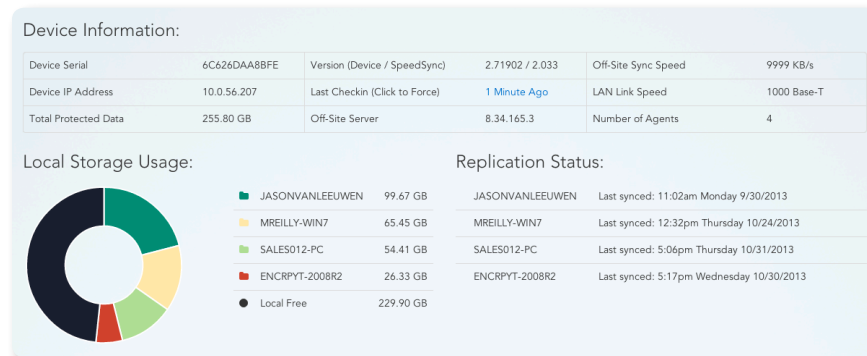 Device Information:
Device Serial 6C626DAA8BFE Version (Device / SpeedSync) 2.71902 / 2.033 Off-Site Sync Speed 9999 KB/s
Device IP Address 10.0.56.207 Last Checkin (Click to Force) 1 Minute Ago LAN Link Speed 1000 Base-T
Total Protected Data 255.80 GB Off-Site Server 8.34.165.3 Number of Agents 4
Local Storage Usage:
JASONVANLEEUWEN 99.67 GB
MREILLY-WIN7 65.45 GB
SALES012-PC 54.41 GB
ENCRPYT-2008R2 26.33 GB
Local Free 229.90 GB
Replication Status:
JASONVANLEEUWEN Last synced: 11:02am Monday 9/30/2013
MREILLY-WIN7 Last synced: 12:32pm Thursday 10/24/2013
SALES012-PC Last synced: 5:06pm Thursday 10/31/2013
ENCRPYT-2008R2 Last synced: 5:17pm Wednesday 10/30/2013